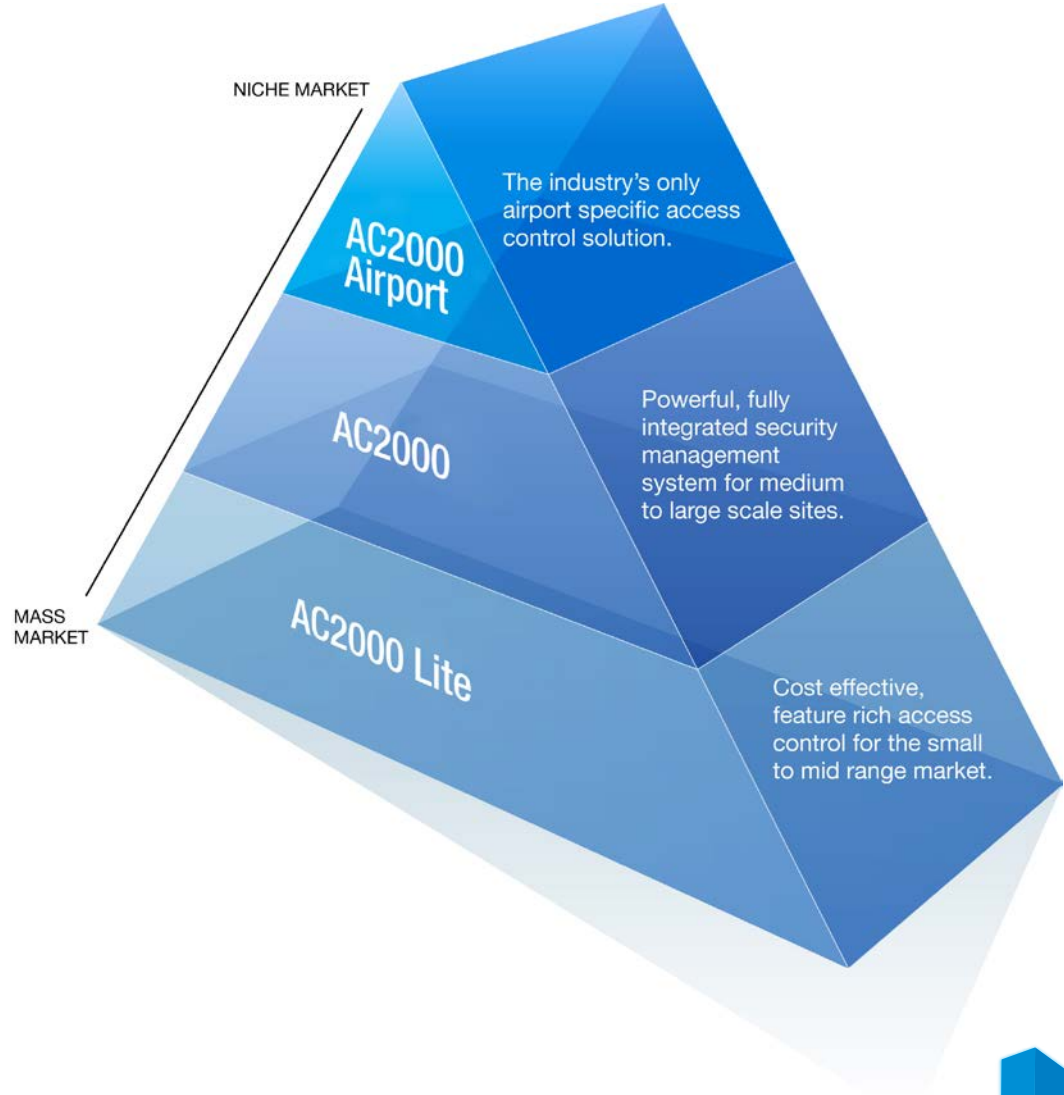 NICHE MARKET
AC2000
Airport
The industry's only
airport specific access
control solution.
AC2000
Powerful, fully
integrated security
management
system for medium
to large scale sites.
MASS
MARKET
AC2000 Lite
Cost effective,
feature rich access
control for the small
to mid range market.